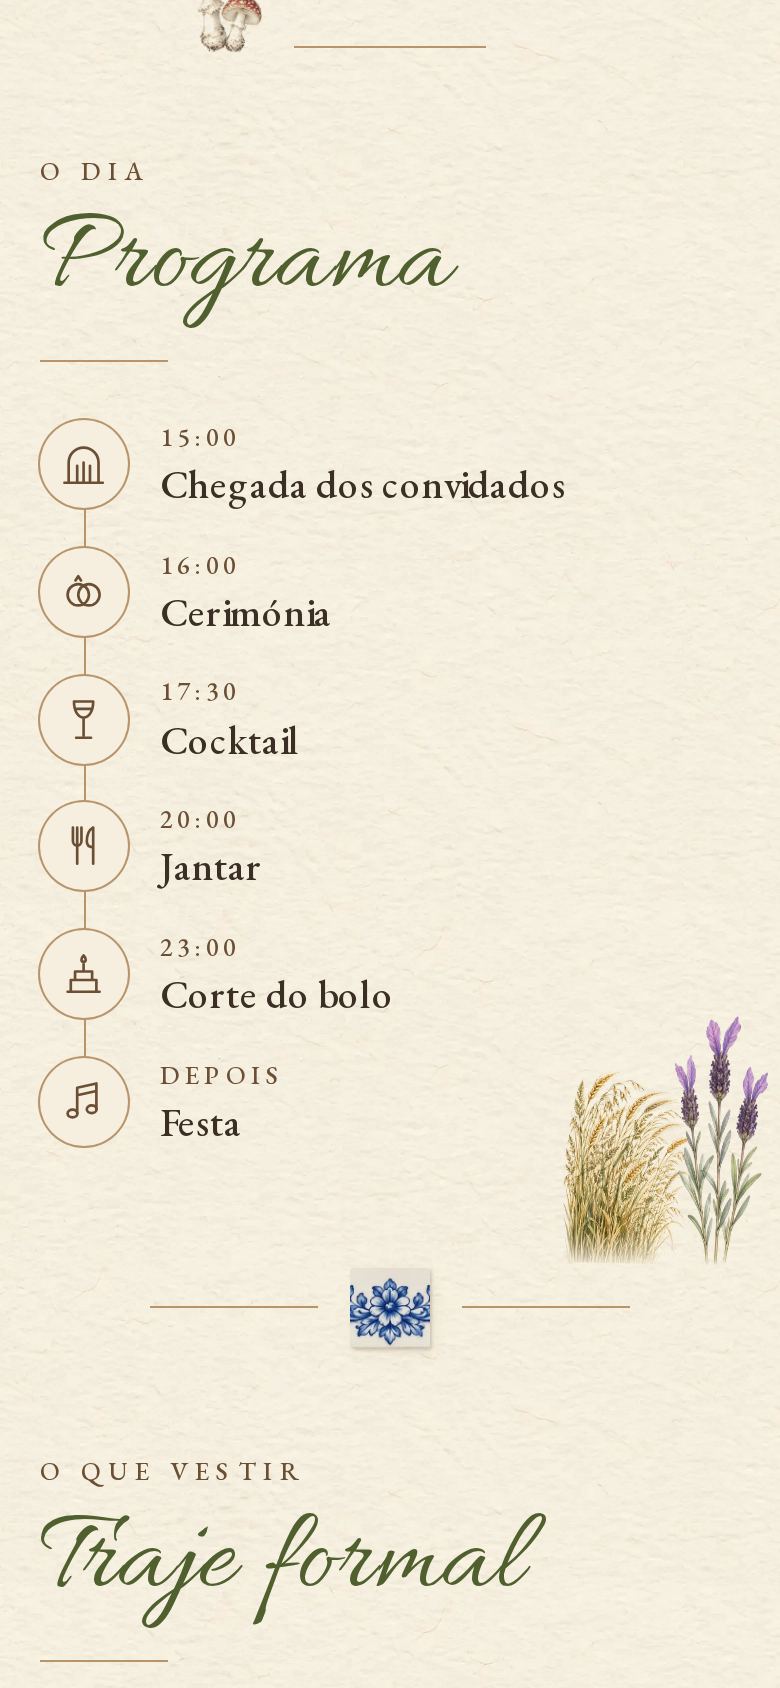 O DIA
Programa
15:00
Chegada dos convidados
16:00
Cerimónia
17:30
Cocktail
20:00
Jantar
23:00
Corte do bolo
DEPOIS
Festa
O QUE VESTIR
Traje formal